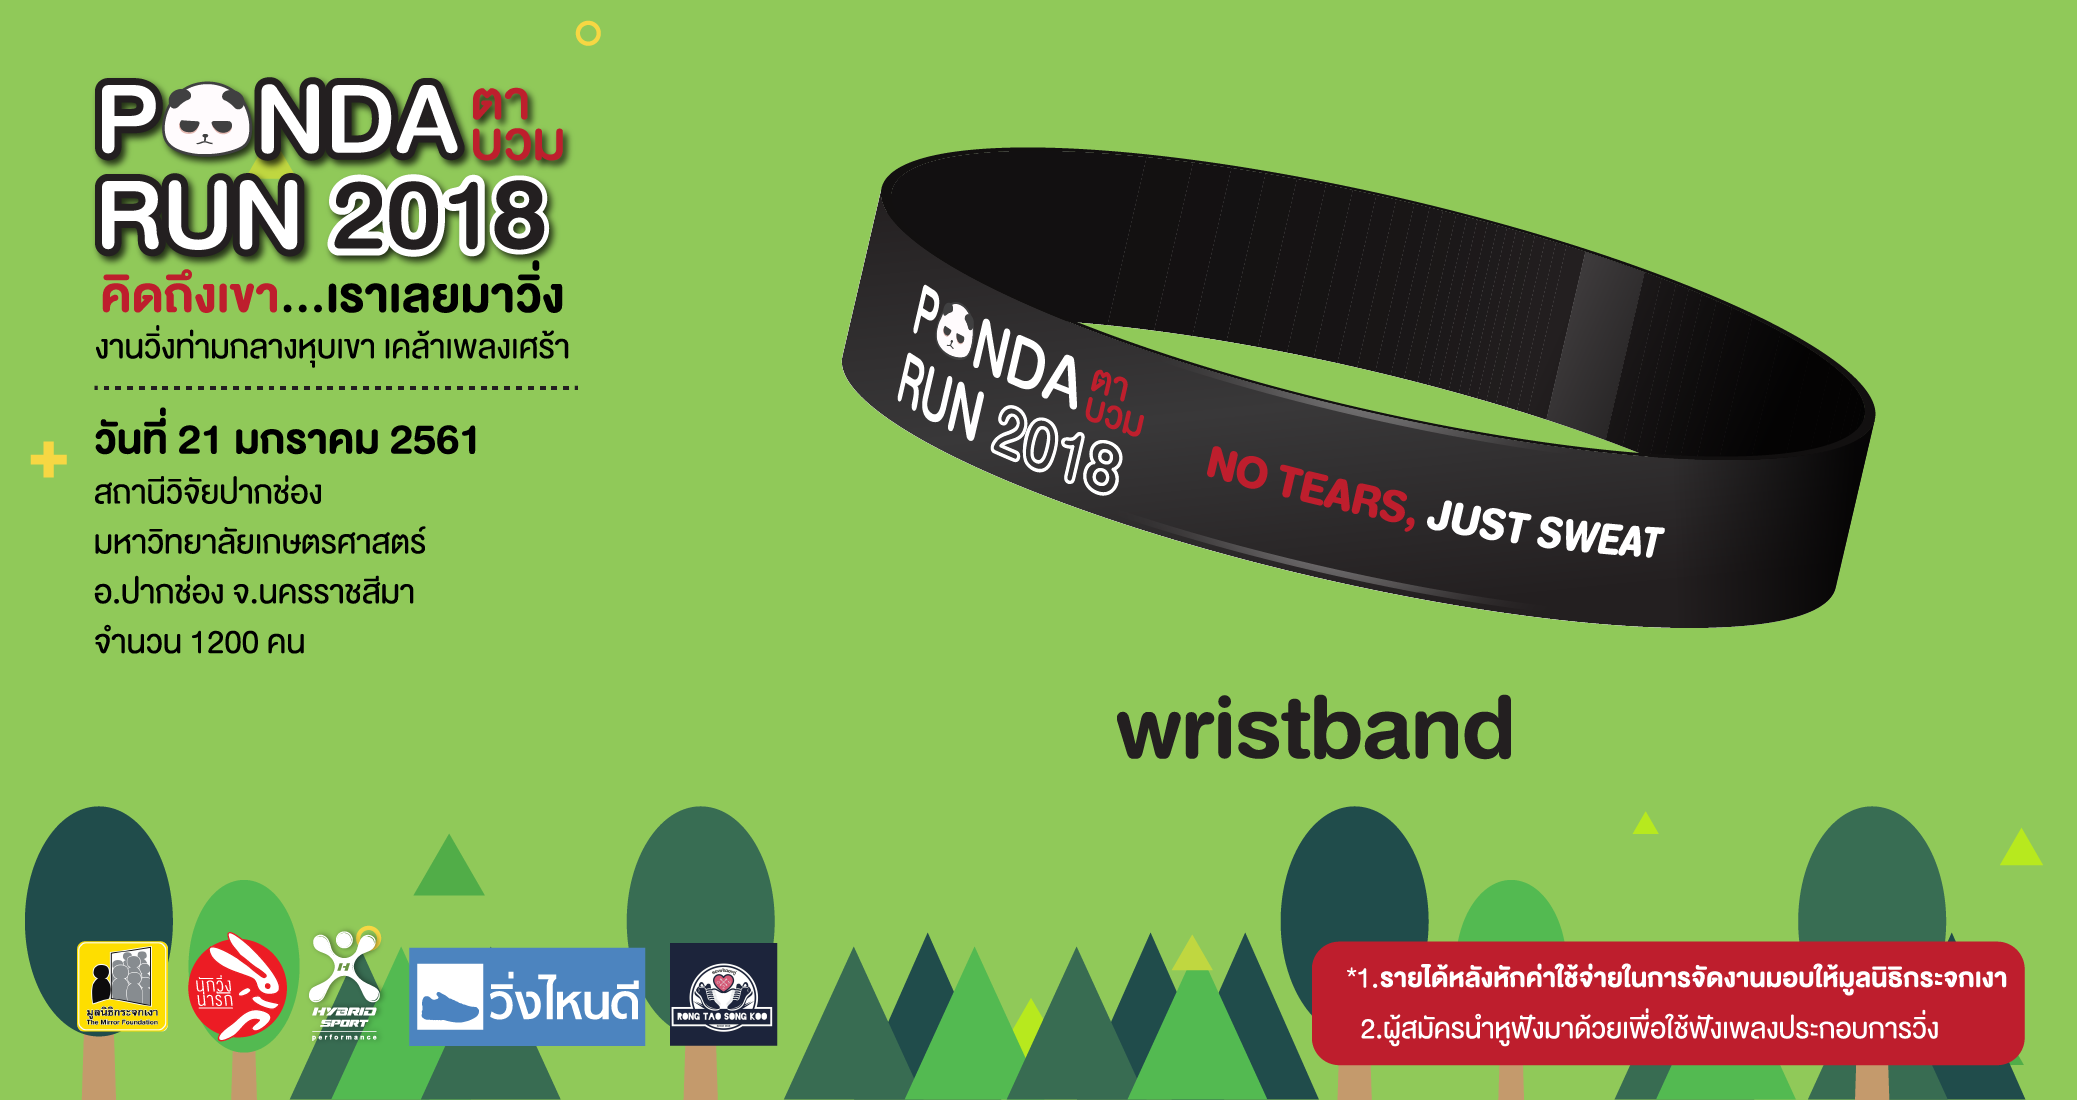 PANDA ตาบวม
RUN 2018
คิดถึงเขา...เราเลยมาวิ่ง
งานวิ่งท่ามกลางหุบเขา เคล้าเพลงเศร้า
วันที่ 21 มกราคม 2561
สถานีวิจัยปากช่อง
มหาวิทยาลัยเกษตรศาสตร์
อ.ปากช่อง จ.นครราชสีมา
จำนวน 1200 คน
PANDA ตาบวม
RUN 2018
NO TEARS, JUST SWEAT
wristband
มูลนิธิกระจกเงา
The Mirror Foundation
นักวิ่ง
น่ารัก
HYBRID
SPORT
performance
วิ่งไหนดี
RONG TAO SONG KOO
*1.รายได้หลังหักค่าใช้จ่ายในการจัดงานมอบให้มูลนิธิกระจกเงา
2.ผู้สมัครนำหูฟังมาด้วยเพื่อใช้ฟังเพลงประกอบการวิ่ง